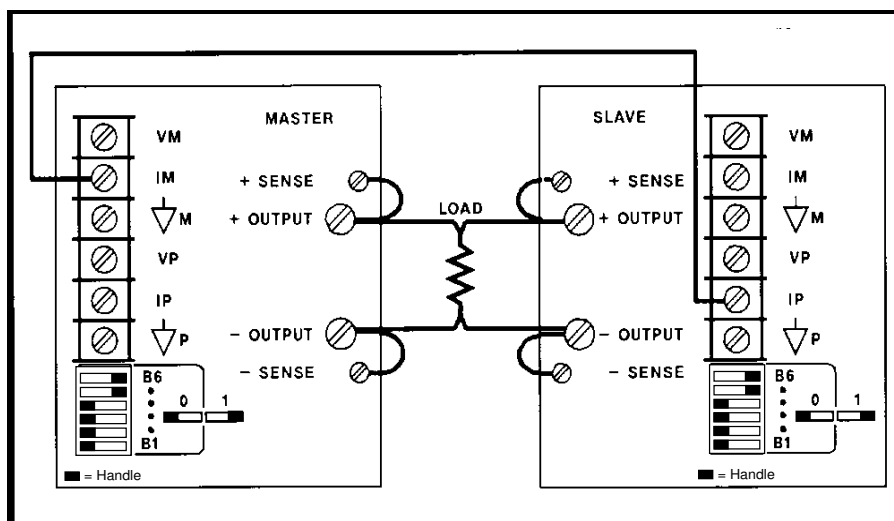 MASTER
VM
IM
M
VP
IP
P
+ SENSE
+ OUTPUT
− OUTPUT
− SENSE
B6
0 1
B1
= Handle
LOAD
SLAVE
+ SENSE
+ OUTPUT
− OUTPUT
− SENSE
VM
IM
M
VP
IP
P
B6
0 1
B1
= Handle